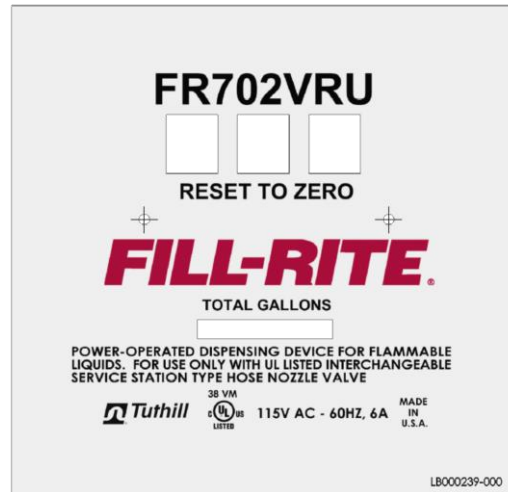 FR702VRU
RESET TO ZERO
FILL-RITE®
TOTAL GALLONS
POWER-OPERATED DISPENSING DEVICE FOR FLAMMABLE
LIQUIDS. FOR USE ONLY WITH UL LISTED INTERCHANGEABLE
SERVICE STATION TYPE HOSE NOZZLE VALVE
Tuthill
38 VM
C UL US
LISTED
115V AC - 60HZ, 6A
MADE
IN
U.S.A.
LB000239-000